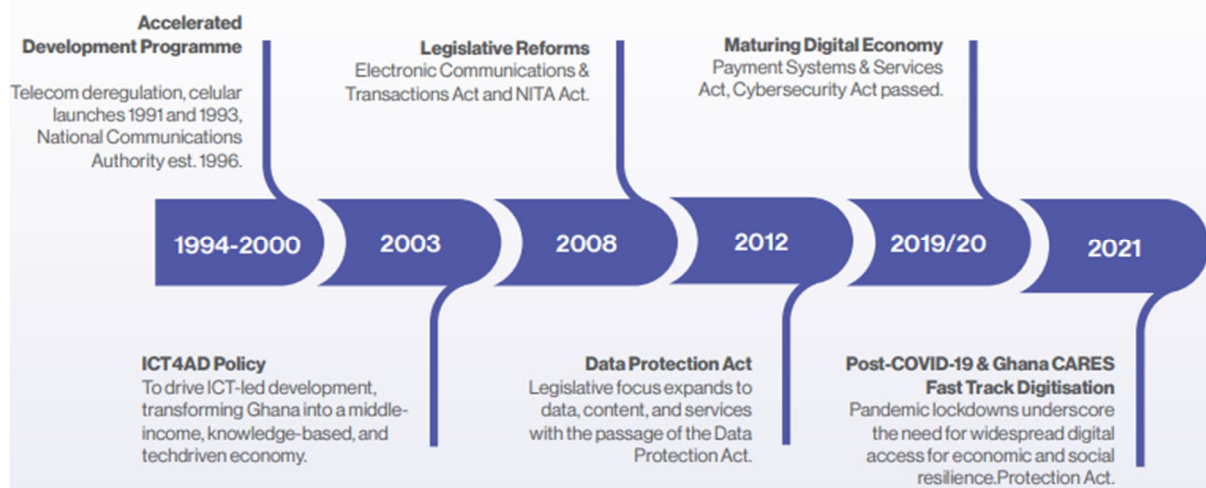 Accelerated
Development Programme
Telecom deregulation, celular
launches 1991 and 1993,
National Communications
Authority est. 1996.
Legislative Reforms
Electronic Communications &
Transactions Act and NITA Act.
Maturing Digital Economy
Payment Systems & Services
Act, Cybersecurity Act passed.
1994-2000
2003
2008
2012
2019/20
2021
ICT4AD Policy
To drive ICT-led development,
transforming Ghana into a middle-
income, knowledge-based, and
techdriven economy.
Data Protection Act
Legislative focus expands to
data, content, and services
with the passage of the Data
Protection Act.
Post-COVID-19 & Ghana CARES
Fast Track Digitisation
Pandemic lockdowns underscore
the need for widespread digital
access for economic and social
resilience.Protection Act.